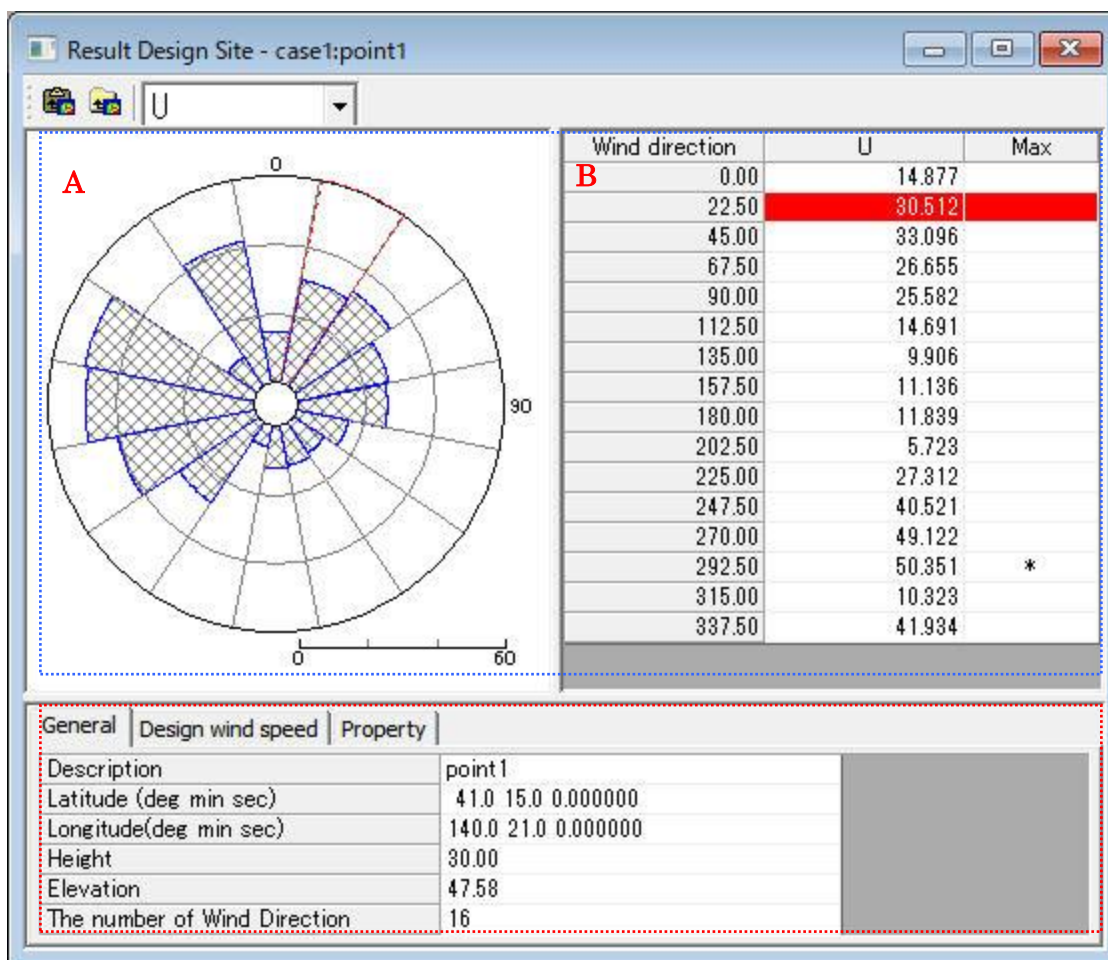 Result Design Site - case1:point1
U
A
0
90
0 60
B
Wind direction U Max
0.00 14.877
22.50 30.512
45.00 33.096
67.50 26.655
90.00 25.582
112.50 14.691
135.00 9.906
157.50 11.136
180.00 11.839
202.50 5.723
225.00 27.312
247.50 40.521
270.00 49.122
292.50 50.351 *
315.00 10.323
337.50 41.934
General Design wind speed Property
Description point1
Latitude (deg min sec) 41.0 15.0 0.000000
Longitude(deg min sec) 140.0 21.0 0.000000
Height 30.00
Elevation 47.58
The number of Wind Direction 16